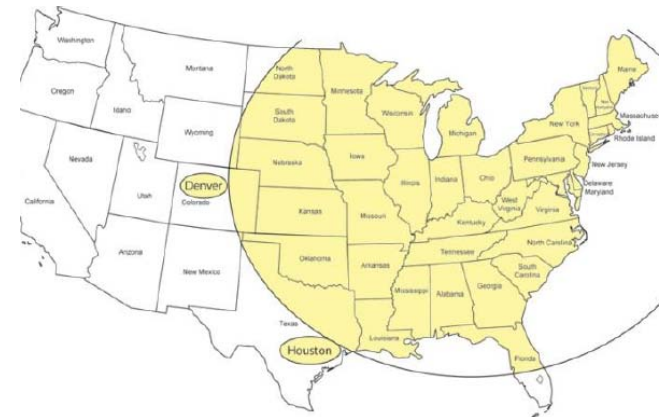 Washington
Montana
North
Dakota
Minnesota
Maine
Oregon
Idaho
South
Dakota
Wisconsin
Michigan
New York
Massachuse
Rhode Island
Wyoming
Nebraska
Iowa
Pennsylvania
New Jersey
Nevada
Utah
Denver
Colorado
Illinois
Indiana
Ohio
West
Virginia
Virginia
Delaware
Maryland
California
Kansas
Missouri
Kentucky
Arizona
New Mexico
Oklahoma
Arkansas
Tennessee
North Carolina
South
Carolina
Mississippi
Alabama
Georgia
Texas
Louisiana
Houston
Florida